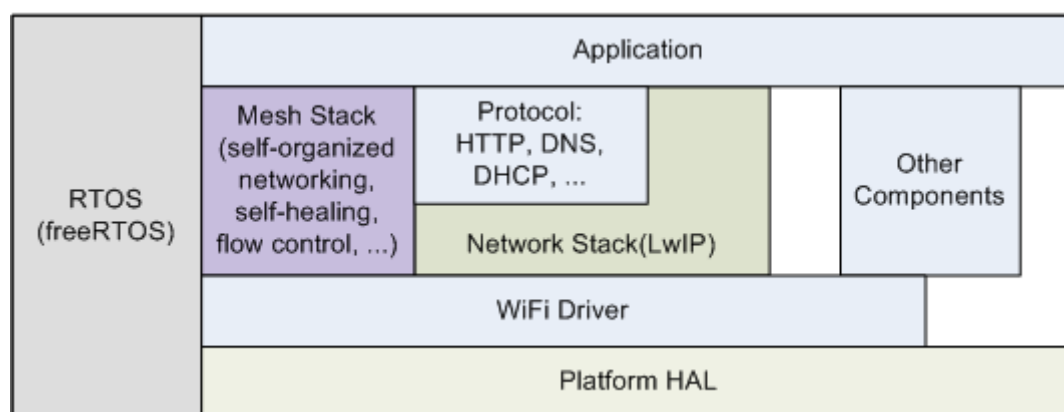 Application
RTOS
(freeRTOS)
Mesh Stack
(self-organized
networking,
self-healing,
flow control, ...)
Protocol:
HTTP, DNS,
DHCP, ...
Network Stack(LwIP)
Other
Components
WiFi Driver
Platform HAL